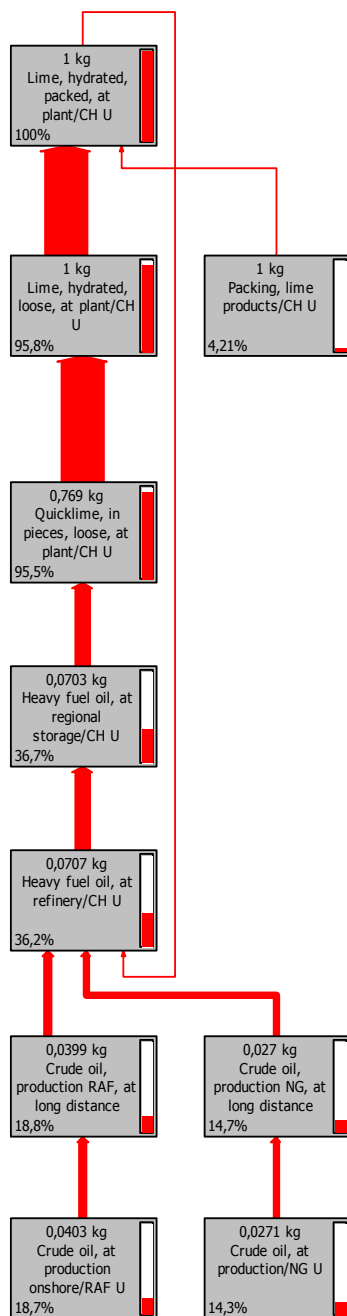 1 kg
Lime, hydrated,
packed, at
plant/CH U
100%
1 kg
Lime, hydrated,
loose, at plant/CH
U
95,8%
1 kg
Packing, lime
products/CH U
4,21%
0,769 kg
Quicklime, in
pieces, loose, at
plant/CH U
95,5%
0,0703 kg
Heavy fuel oil, at
regional
storage/CH U
36,7%
0,0707 kg
Heavy fuel oil, at
refinery/CH U
36,2%
0,0399 kg
Crude oil,
production RAF, at
long distance
18,8%
0,027 kg
Crude oil,
production NG, at
long distance
14,7%
0,0403 kg
Crude oil, at
production
onshore/RAF U
18,7%
0,0271 kg
Crude oil, at
production/NG U
14,3%